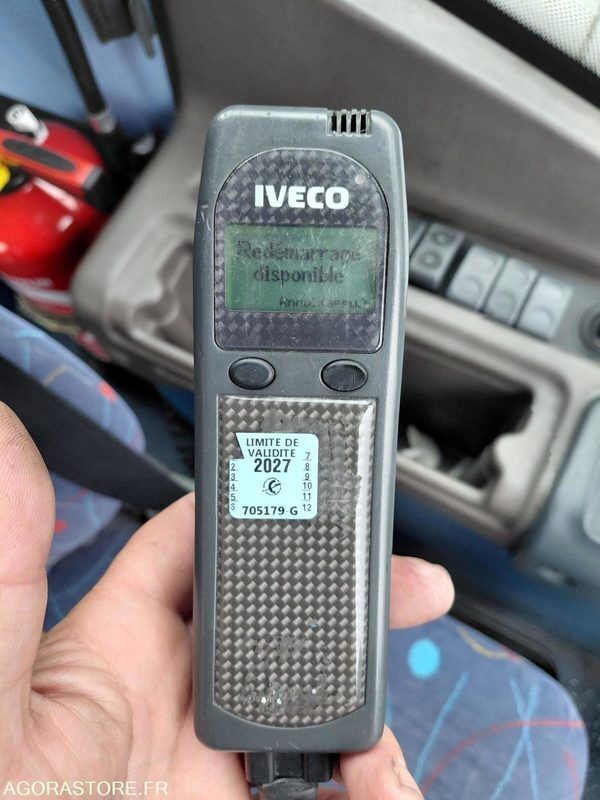 IVECO
Redémarrage
disponible
LIMITE DE
VALIDITE
2027
7
2 8
3 9
4 10
5 11
6 12
705179 G
AGORASTORE.FR